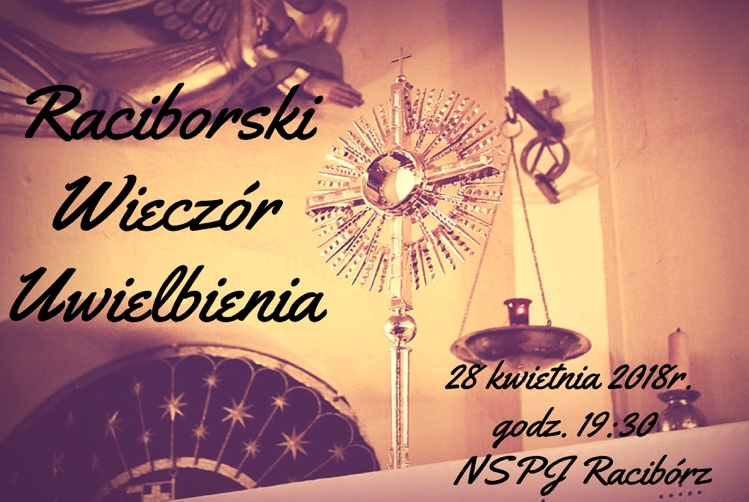 Raciborski
Wieczór
Uwielbienia
28 kwietnia 2018r.
godz. 19:30
NSPJ Racibórz